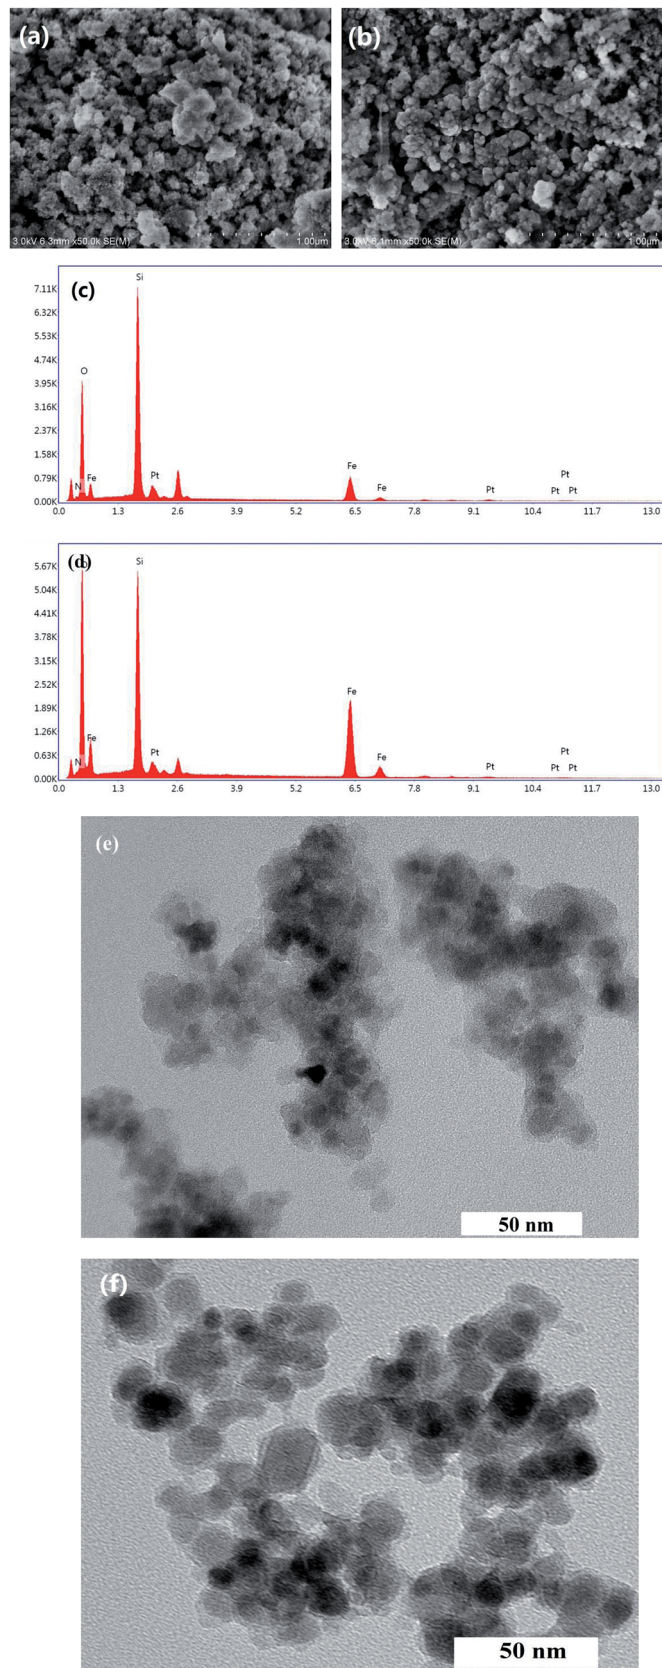 (a)
(b)
3.0kV 6.3mm x50.0k SE(M) 1.00μm
3.0kV 6.1mm x50.0k SE(M) 1.00μm
(c)
Si
7.11K
6.32K
5.53K
4.74K
O
3.95K
3.16K
2.37K
1.58K
Fe
Pt
0.79K
N
Fe
Pt
Fe
Pt
Pt
Pt
0.00K
0.0 1.3 2.6 3.9 5.2 6.5 7.8 9.1 10.4 11.7 13.0
(d)
Si
5.67K
5.04K
4.41K
3.78K
3.15K
2.52K
Fe
1.89K
1.26K
Fe
Pt
Fe
Pt
0.63K
N
Pt
Pt
Pt
0.00K
0.0 1.3 2.6 3.9 5.2 6.5 7.8 9.1 10.4 11.7 13.0
(e)
50 nm
(f)
50 nm